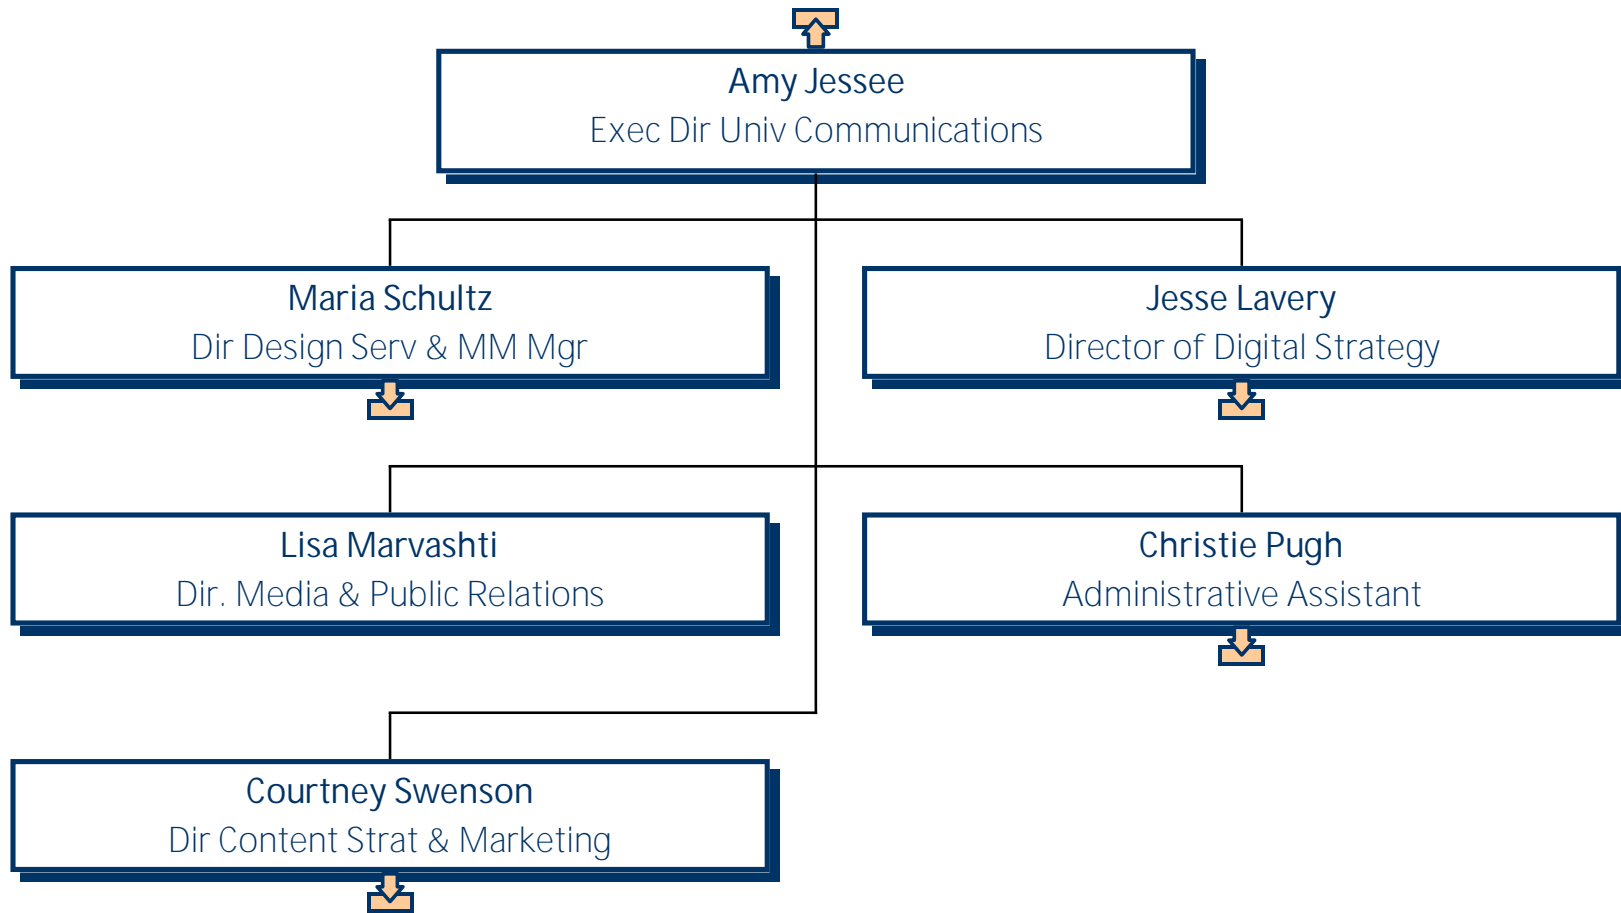 Amy Jessee
Exec Dir Univ Communications
Maria Schultz
Dir Design Serv & MM Mgr
Jesse Lavery
Director of Digital Strategy
Lisa Marvashti
Dir. Media & Public Relations
Christie Pugh
Administrative Assistant
Courtney Swenson
Dir Content Strat & Marketing